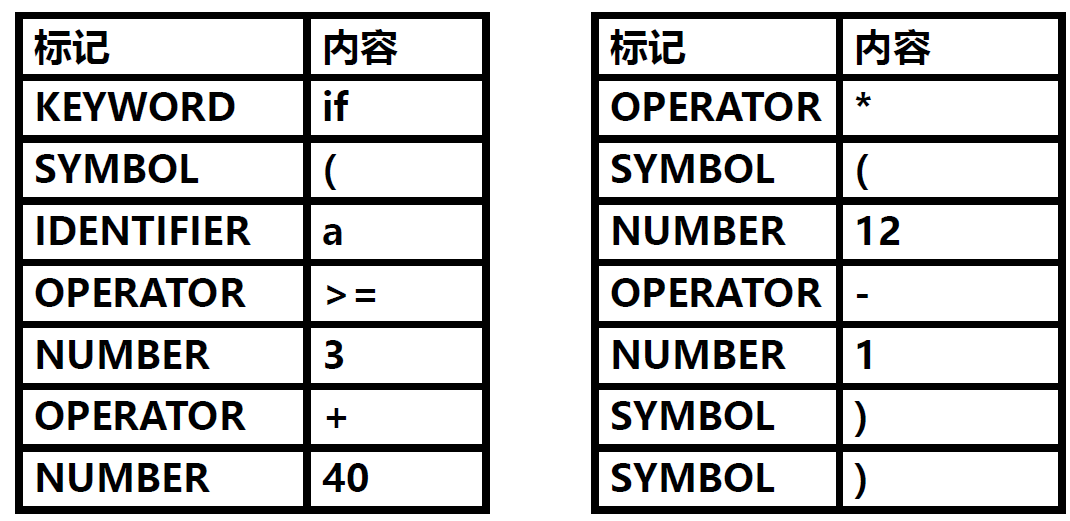 标记 内容
KEYWORD if
SYMBOL (
IDENTIFIER a
OPERATOR >=
NUMBER 3
OPERATOR +
NUMBER 40
标记 内容
OPERATOR *
SYMBOL (
NUMBER 12
OPERATOR -
NUMBER 1
SYMBOL )
SYMBOL )